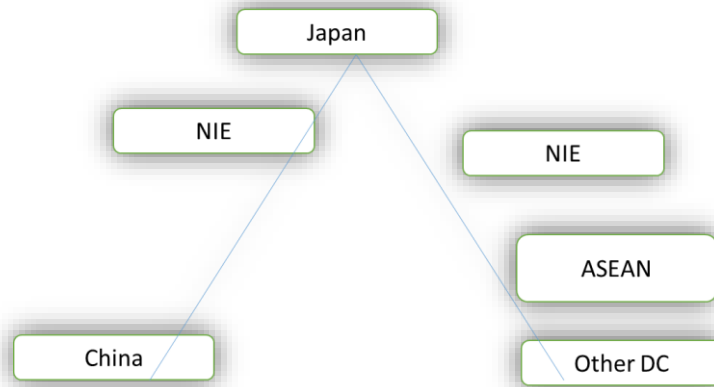 Japan
NIE
NIE
ASEAN
China
Other DC